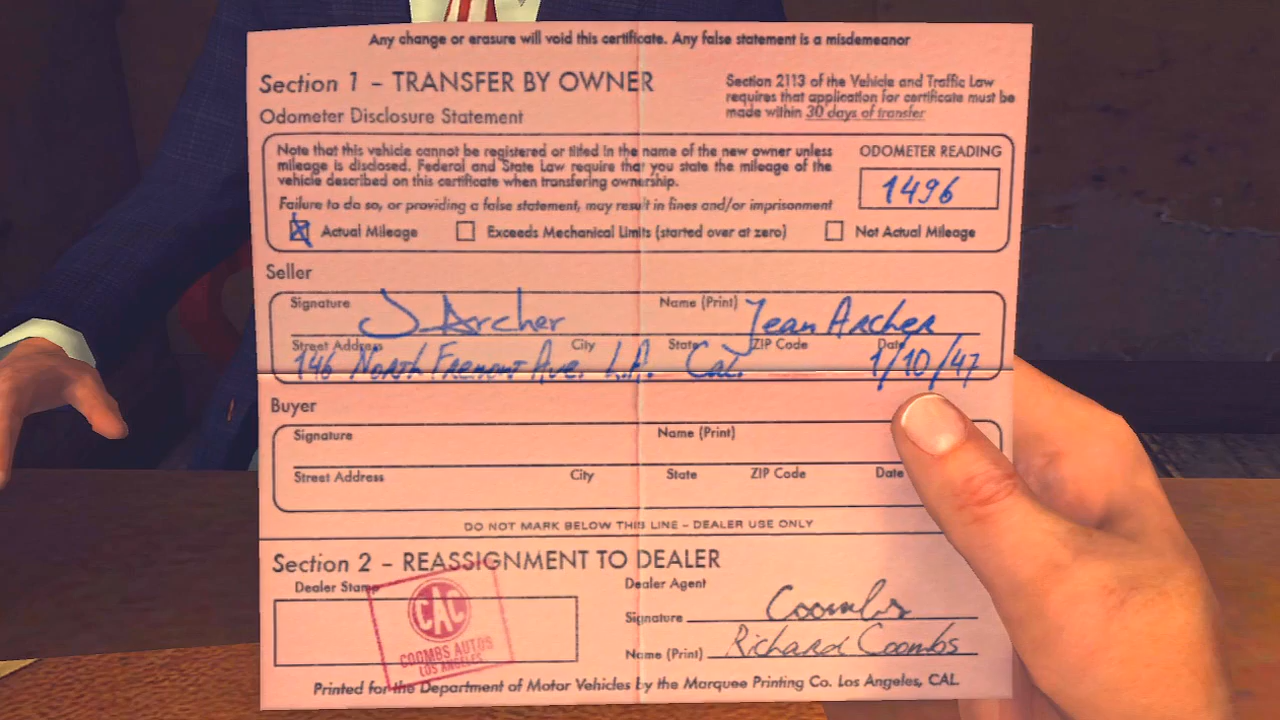 Any change or erasure will void this certificate. Any false statement is a misdemeanor
Section 1 – TRANSFER BY OWNER
Section 2113 of the Vehicle and Traffic Law
requires that application for certificate must be
made within 30 days of transfer
Odometer Disclosure Statement
Note that this vehicle cannot be registered or titled in the name of the new owner unless
mileage is disclosed. Federal and State Law require that you state the mileage of the
vehicle described on this certificate when transfering ownership.
Failure to do so, or providing a false statement, may result in fines and/or imprisonment
ODOMETER READING
1496
Actual Mileage
Exceeds Mechanical Limits (started over at zero)
Not Actual Mileage
Seller
Signature J Archer Name (Print) Jean Archer
Street Address City State ZIP Code Date
146 North Fremont Ave. L.A. Cal. 1/10/47
Buyer
Signature Name (Print)
Street Address City State ZIP Code Date
DO NOT MARK BELOW THIS LINE – DEALER USE ONLY
Section 2 – REASSIGNMENT TO DEALER
Dealer Stamp
CAC
COOMBS AUTOS
LOS ANGELES
Dealer Agent
Signature Coombs
Name (Print) Richard Coombs
Printed for the Department of Motor Vehicles by the Marquee Printing Co. Los Angeles, CAL